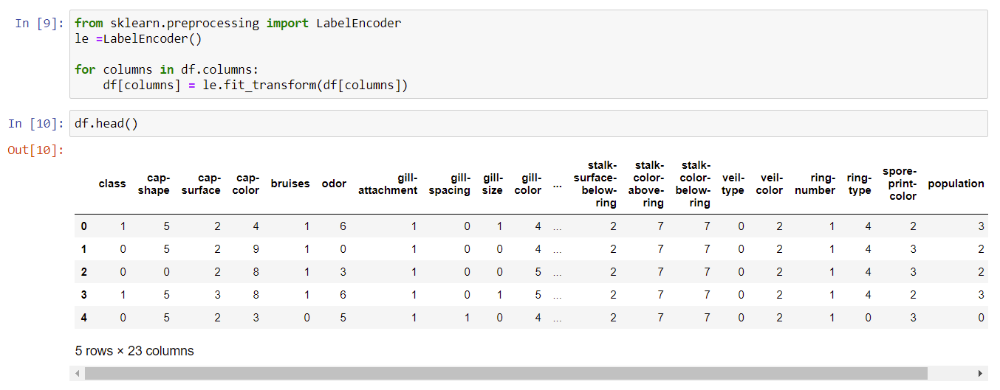 In [9]: from sklearn.preprocessing import LabelEncoder
le =LabelEncoder()
for columns in df.columns:
    df[columns] = le.fit_transform(df[columns])
In [10]: df.head()
Out[10]:
class cap-shape cap-surface cap-color bruises odor gill-attachment gill-spacing gill-size gill-color ... stalk-surface-below-ring stalk-color-above-ring stalk-color-below-ring veil-type veil-color ring-number ring-type spore-print-color population
0 1 5 2 4 1 6 1 0 1 4 ... 2 7 7 0 2 1 4 2 3
1 0 5 2 9 1 0 1 0 0 4 ... 2 7 7 0 2 1 4 3 2
2 0 0 2 8 1 3 1 0 0 5 ... 2 7 7 0 2 1 4 3 2
3 1 5 3 8 1 6 1 0 1 5 ... 2 7 7 0 2 1 4 2 3
4 0 5 2 3 0 5 1 1 0 4 ... 2 7 7 0 2 1 0 3 0
5 rows × 23 columns